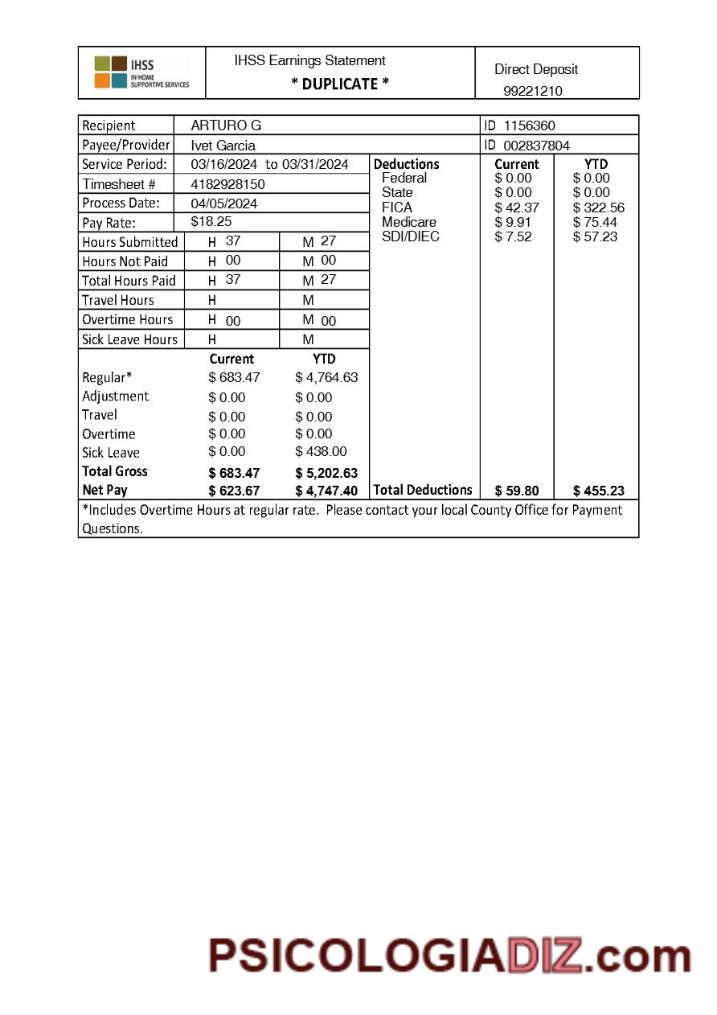 IHSS
IN-HOME
SUPPORTIVE SERVICES
IHSS Earnings Statement
* DUPLICATE *
Direct Deposit
99221210
Recipient ARTURO G ID 1156360
Payee/Provider Ivet Garcia ID 002837804
Service Period: 03/16/2024 to 03/31/2024 Deductions Current YTD
Federal $ 0.00 $ 0.00
Timesheet # 4182928150 State $ 0.00 $ 0.00
Process Date: 04/05/2024 FICA $ 42.37 $ 322.56
Pay Rate: $18.25 Medicare $ 9.91 $ 75.44
Hours Submitted H 37 M 27 SDI/DIEC $ 7.52 $ 57.23
Hours Not Paid H 00 M 00
Total Hours Paid H 37 M 27
Travel Hours H M
Overtime Hours H 00 M 00
Sick Leave Hours H M
Current YTD
Regular* $ 683.47 $ 4,764.63
Adjustment $ 0.00 $ 0.00
Travel $ 0.00 $ 0.00
Overtime $ 0.00 $ 0.00
Sick Leave $ 0.00 $ 438.00
Total Gross $ 683.47 $ 5,202.63
Net Pay $ 623.67 $ 4,747.40 Total Deductions $ 59.80 $ 455.23
*Includes Overtime Hours at regular rate. Please contact your local County Office for Payment
Questions.
PSICOLOGIADIZ.com